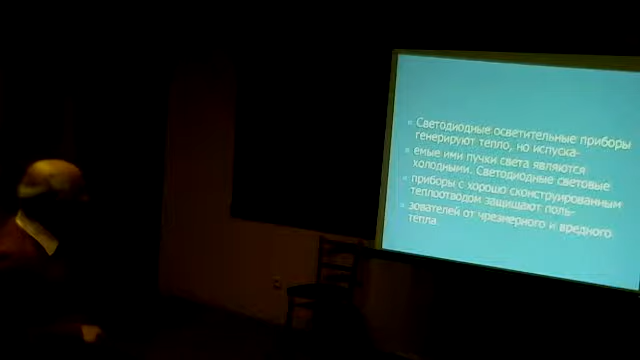 Светодиодные осветительные приборы
генерируют тепло, но испуска-
емые ими пучки света являются
холодными. Светодиодные световые
приборы с хорошо сконструированным
теплоотводом защищают поль-
зователей от чрезмерного и вредного
тепла.